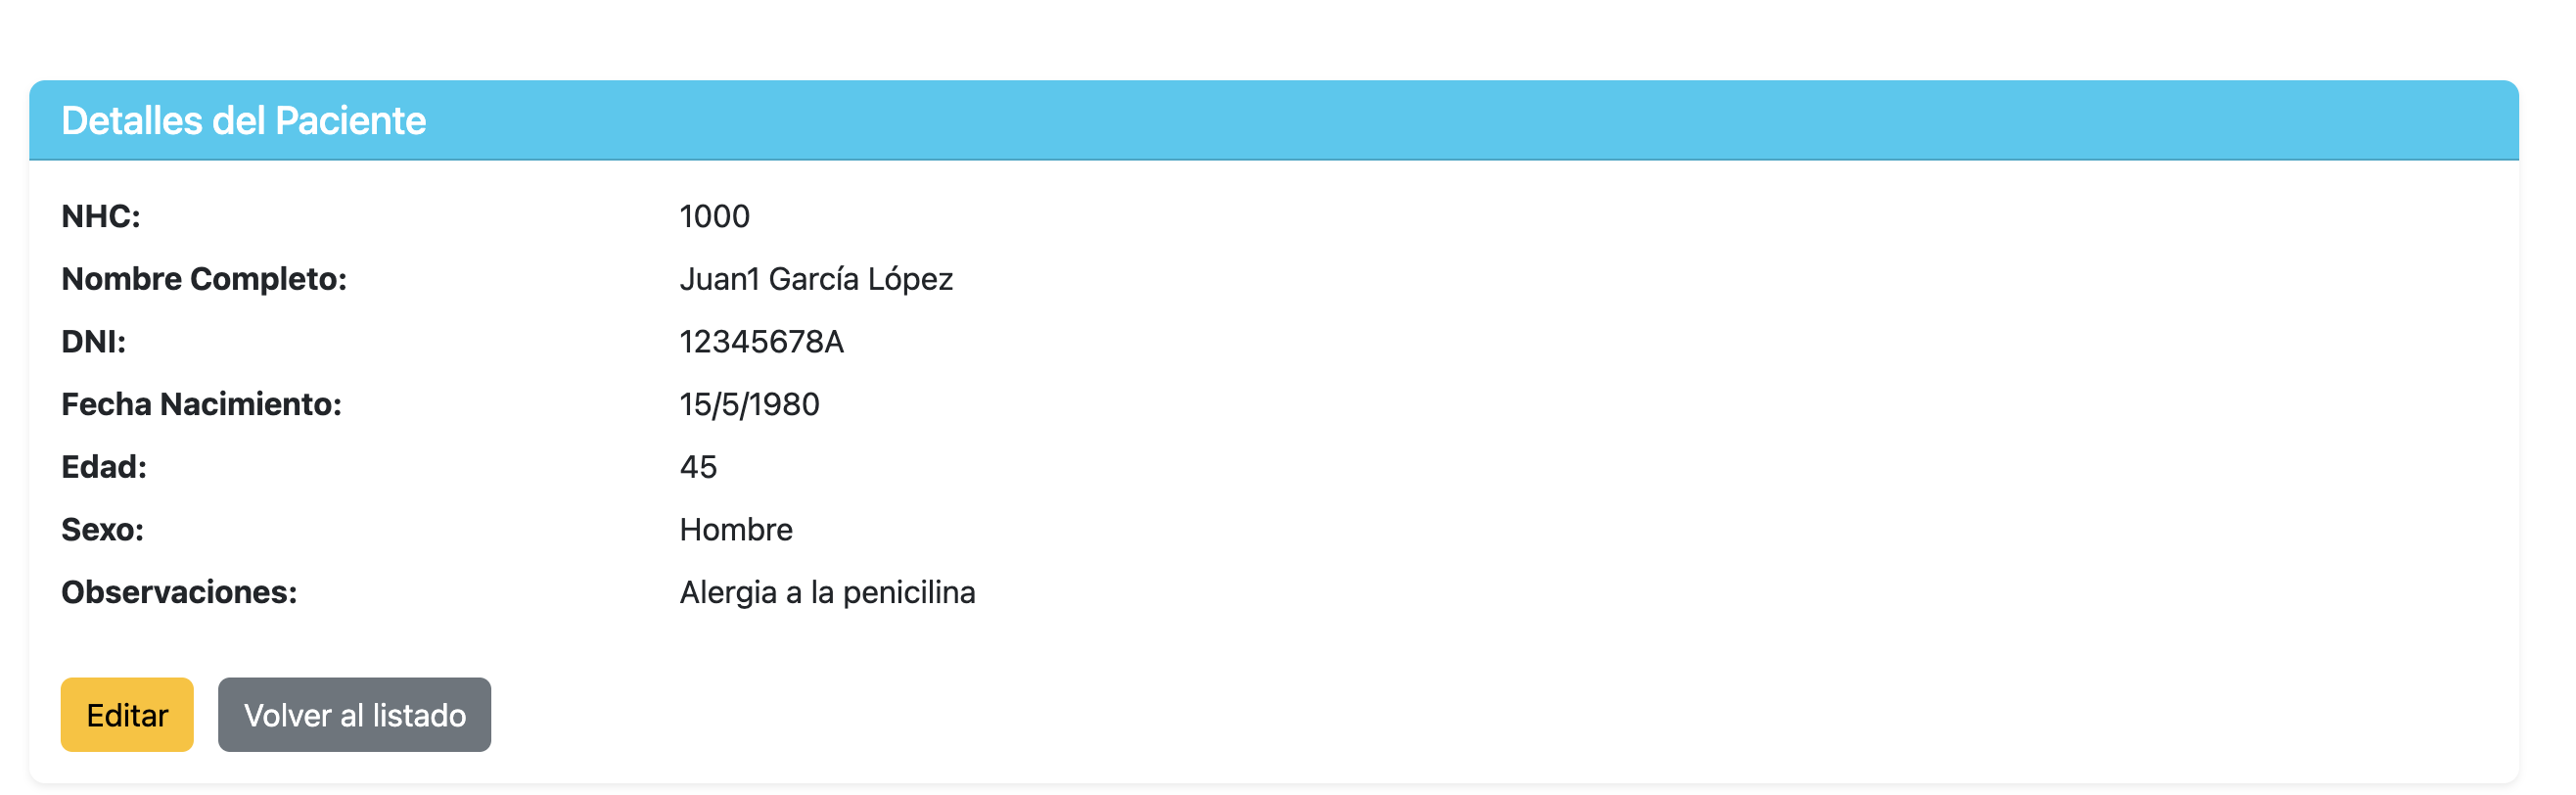 Detalles del Paciente
NHC: 1000
Nombre Completo: Juan1 García López
DNI: 12345678A
Fecha Nacimiento: 15/5/1980
Edad: 45
Sexo: Hombre
Observaciones: Alergia a la penicilina
Editar Volver al listado